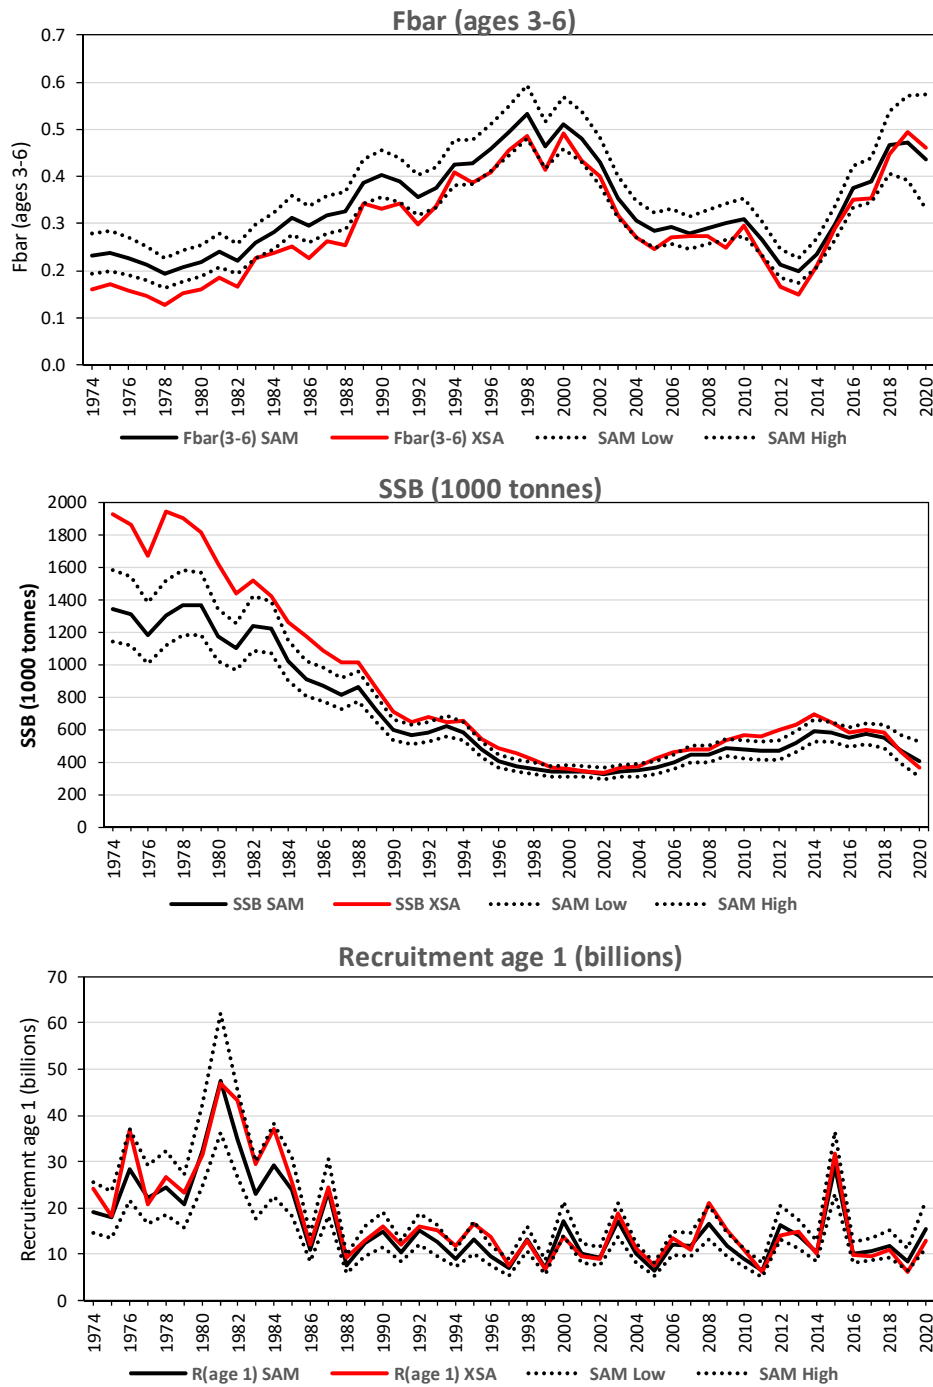 Fbar (ages 3-6)
0.7
0.6
0.5
0.4
0.3
0.2
0.1
0.0
Fbar (ages 3-6)
1974 1976 1978 1980 1982 1984 1986 1988 1990 1992 1994 1996 1998 2000 2002 2004 2006 2008 2010 2012 2014 2016 2018 2020
Fbar(3-6) SAM Fbar(3-6) XSA SAM Low SAM High
SSB (1000 tonnes)
2000
1800
1600
1400
1200
1000
800
600
400
200
0
SSB (1000 tonnes)
1974 1976 1978 1980 1982 1984 1986 1988 1990 1992 1994 1996 1998 2000 2002 2004 2006 2008 2010 2012 2014 2016 2018 2020
SSB SAM SSB XSA SAM Low SAM High
Recruitment age 1 (billions)
70
60
50
40
30
20
10
0
Recruitemnt age 1 (billions)
1974 1976 1978 1980 1982 1984 1986 1988 1990 1992 1994 1996 1998 2000 2002 2004 2006 2008 2010 2012 2014 2016 2018 2020
R(age 1) SAM R(age 1) XSA SAM Low SAM High